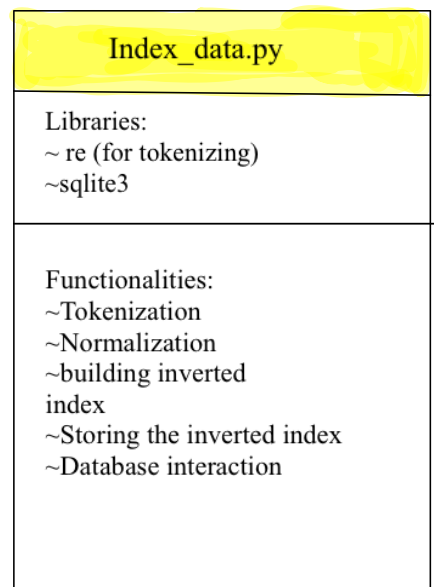 Index_data.py
Libraries:
~ re (for tokenizing)
~sqlite3
Functionalities:
~Tokenization
~Normalization
~building inverted
index
~Storing the inverted index
~Database interaction